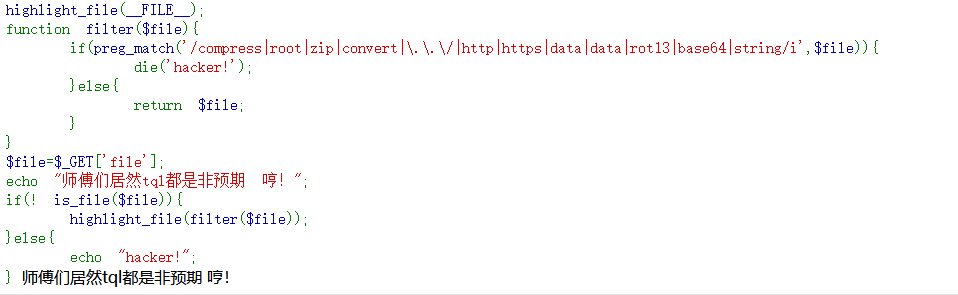 highlight_file(__FILE__);
function filter($file){
if(preg_match('/compress|root|zip|convert|\.\.\/|http|https|data|data|rot13|base64|string/i',$file)){
die('hacker!');
}else{
return $file;
}
}
$file=$_GET['file'];
echo "师傅们居然tql都是非预期 哼！";
if(! is_file($file)){
highlight_file(filter($file));
}else{
echo "hacker!";
} 师傅们居然tql都是非预期 哼！